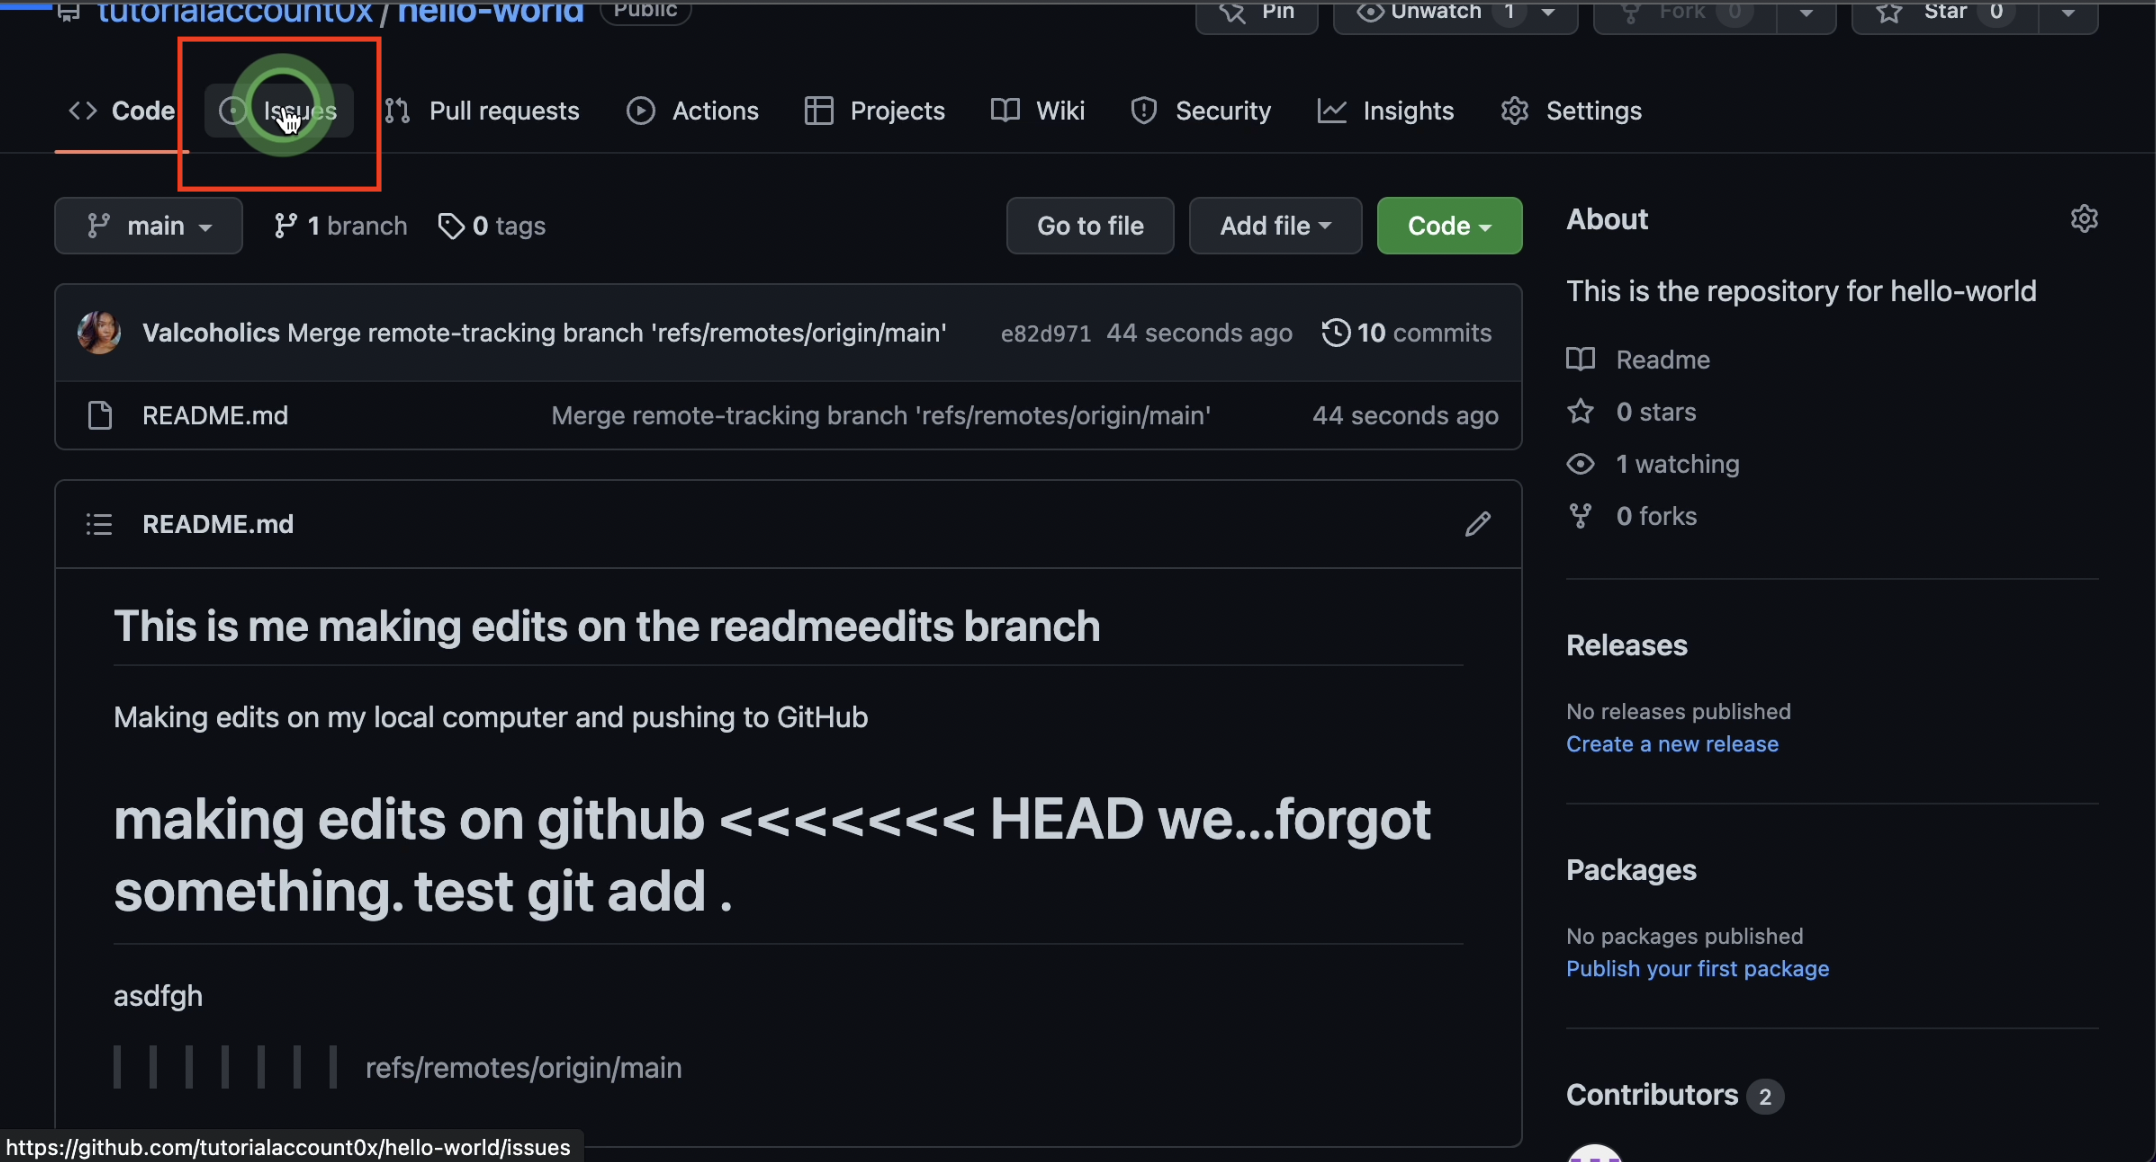 tutorialaccount0x / hello-world Public
Pin Unwatch 1 Fork 0 Star 0
Code Issues Pull requests Actions Projects Wiki Security Insights Settings
main 1 branch 0 tags Go to file Add file Code
Valcoholics Merge remote-tracking branch 'refs/remotes/origin/main' e82d971 44 seconds ago 10 commits
README.md Merge remote-tracking branch 'refs/remotes/origin/main' 44 seconds ago
README.md
This is me making edits on the readmeedits branch
Making edits on my local computer and pushing to GitHub
making edits on github <<<<<<< HEAD we...forgot
something. test git add .
asdfgh
refs/remotes/origin/main
About
This is the repository for hello-world
Readme
0 stars
1 watching
0 forks
Releases
No releases published
Create a new release
Packages
No packages published
Publish your first package
Contributors 2
https://github.com/tutorialaccount0x/hello-world/issues